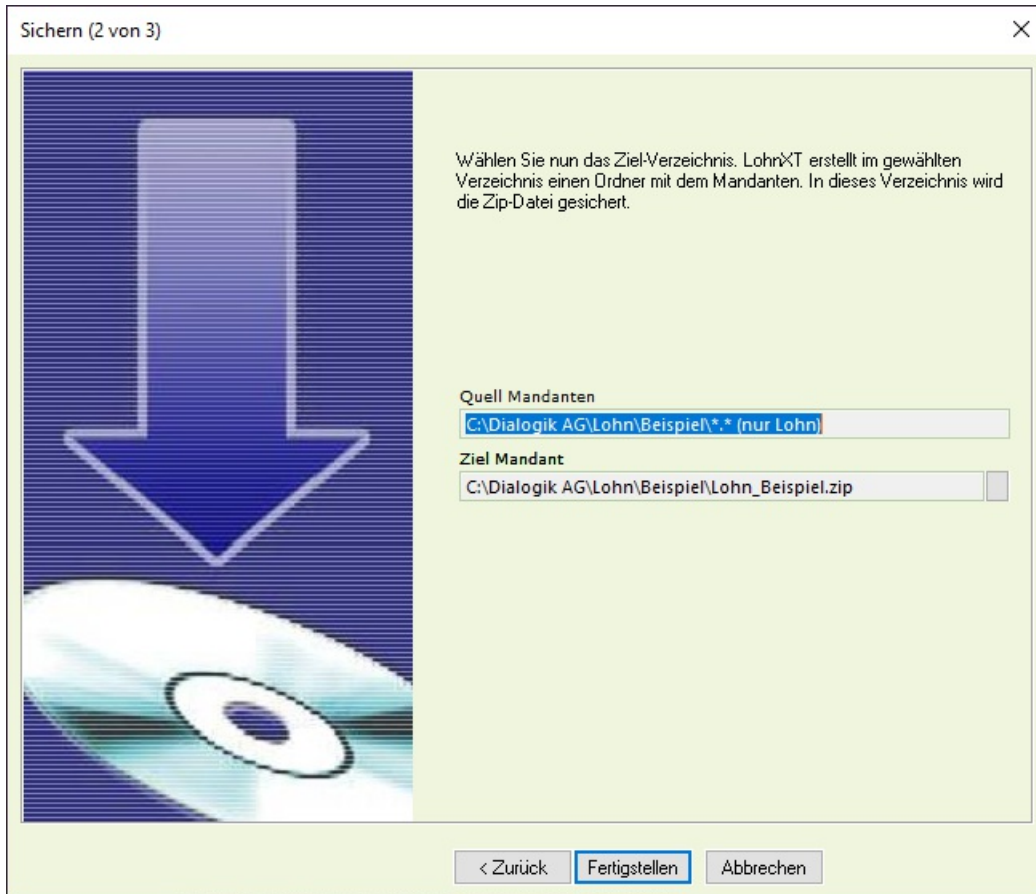 Sichern (2 von 3)
Wählen Sie nun das Ziel-Verzeichnis. LohnXT erstellt im gewählten
Verzeichnis einen Ordner mit dem Mandanten. In dieses Verzeichnis wird
die Zip-Datei gesichert.
Quell Mandanten
C:\Dialogik AG\Lohn\Beispiel\*.* (nur Lohn)
Ziel Mandant
C:\Dialogik AG\Lohn\Beispiel\Lohn_Beispiel.zip
< Zurück Fertigstellen Abbrechen